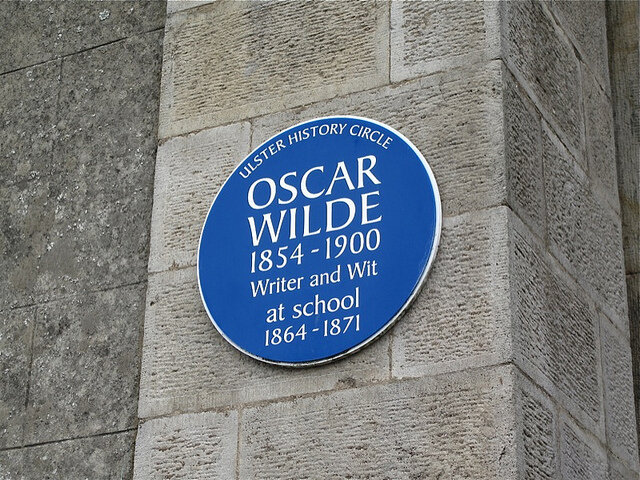 ULSTER HISTORY CIRCLE
OSCAR
WILDE
1854 - 1900
Writer and Wit
at school
1864 - 1871